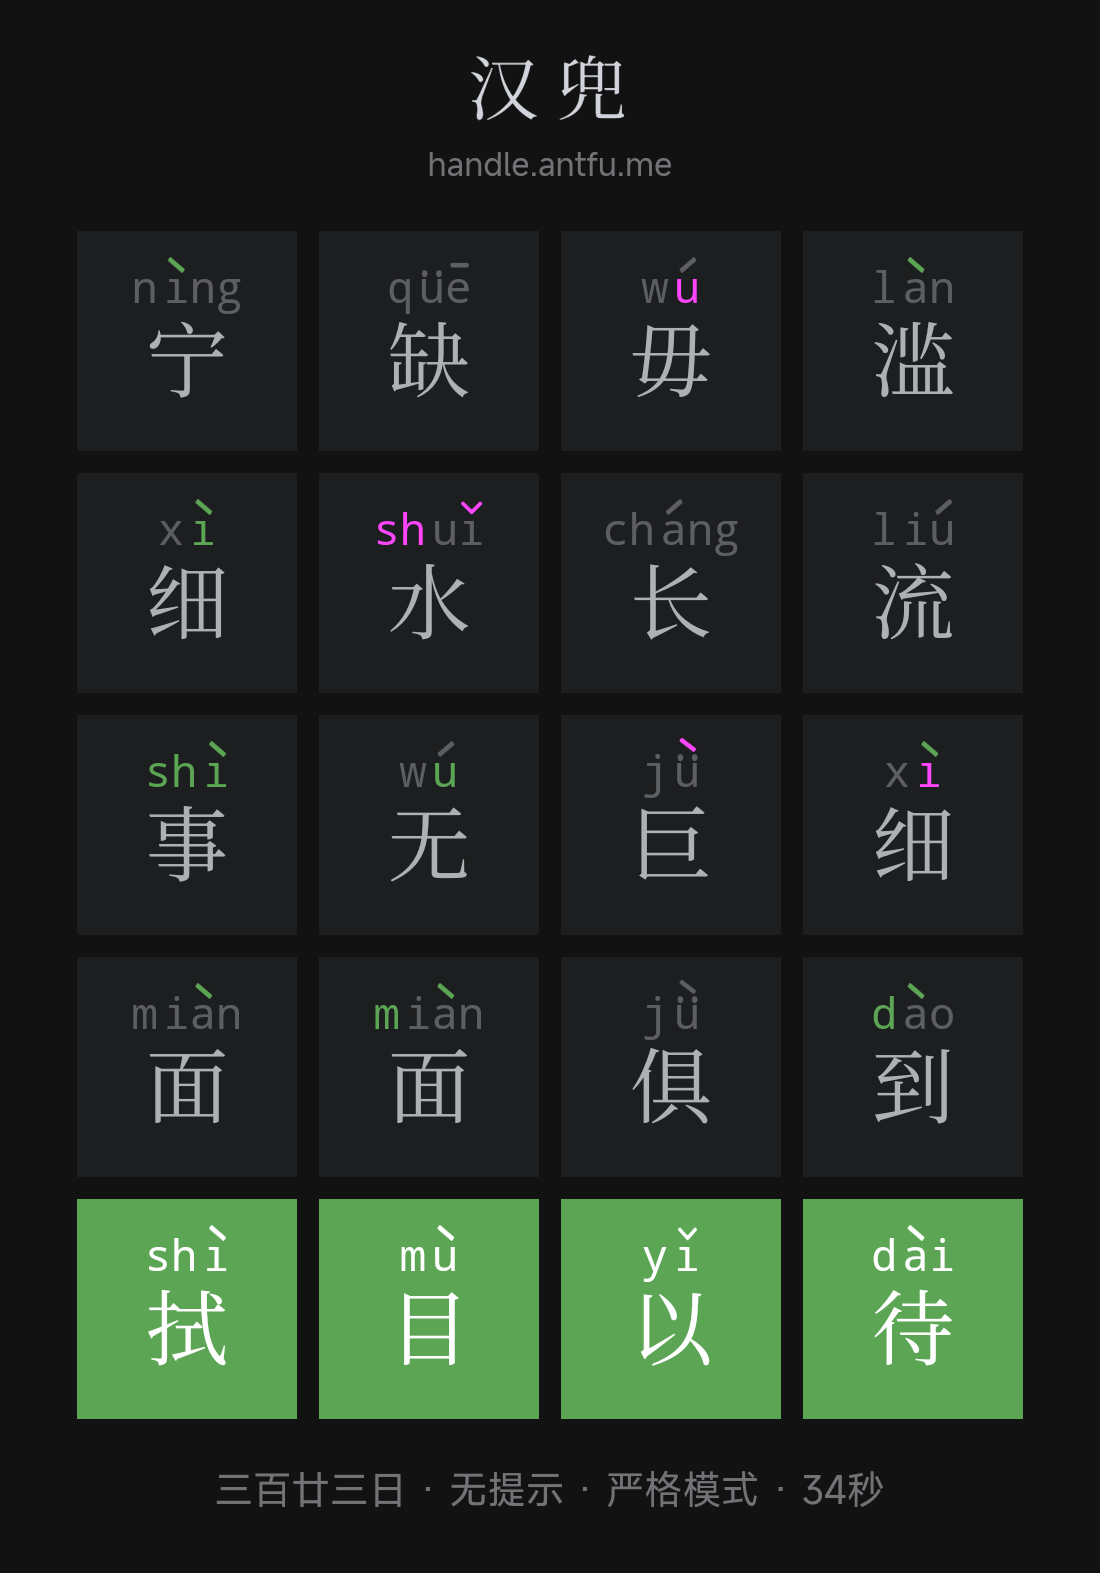 汉兜
handle.antfu.me
nìng quē wú làn
宁缺毋滥
xì shuǐ cháng liú
细水长流
shì wú jǜ xì
事无巨细
miàn miàn jǜ dào
面面俱到
shì mù yǐ dài
拭目以待
三百廿三日 · 无提示 · 严格模式 · 34秒